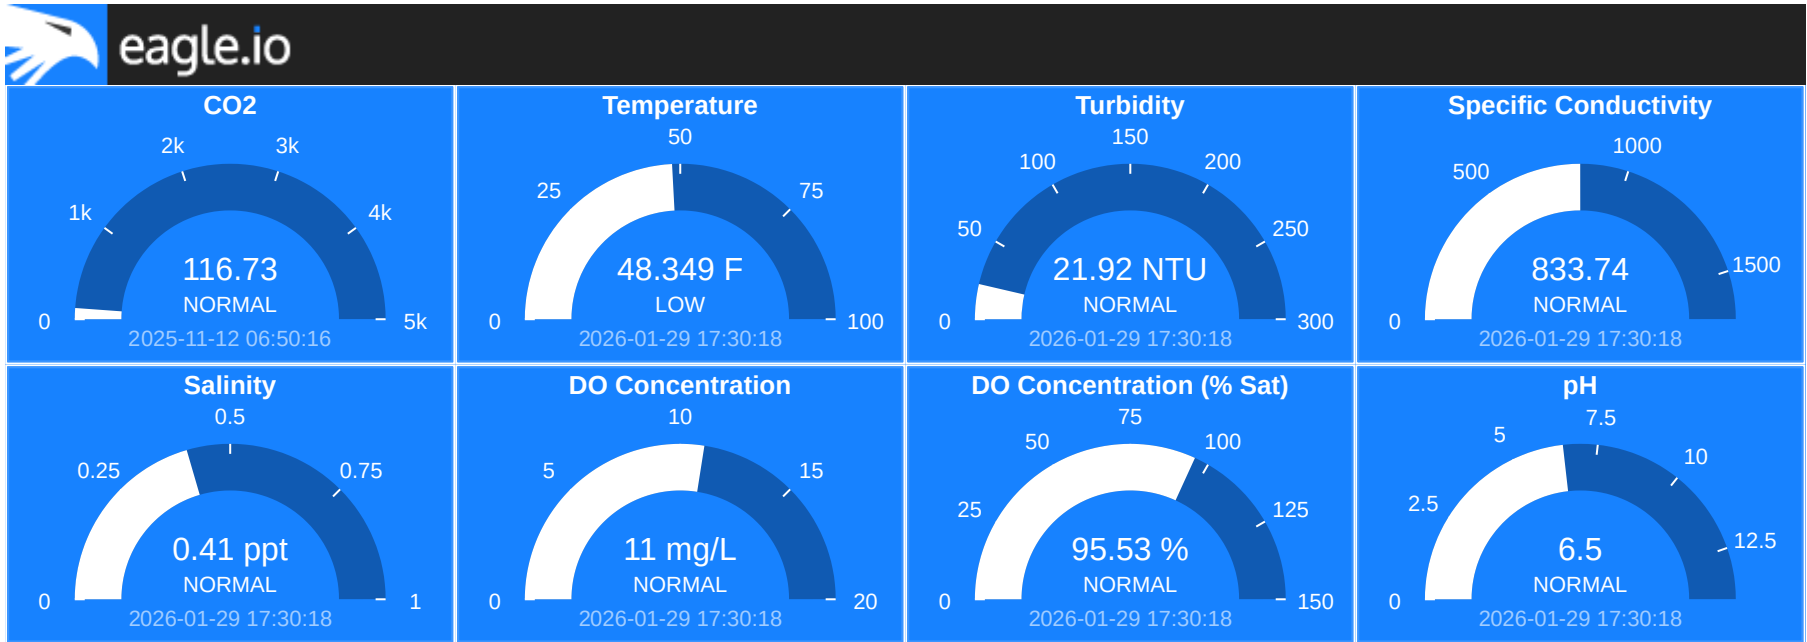 eagle.io
CO2
2k
3k
1k
4k
116.73
NORMAL
0
5k
2025-11-12 06:50:16
Temperature
50
25
75
48.349 F
LOW
0
100
2026-01-29 17:30:18
Turbidity
150
100
200
50
250
21.92 NTU
NORMAL
0
300
2026-01-29 17:30:18
Specific Conductivity
1000
500
1500
833.74
NORMAL
0
2026-01-29 17:30:18
Salinity
0.5
0.25
0.75
0.41 ppt
NORMAL
0
1
2026-01-29 17:30:18
DO Concentration
10
5
15
11 mg/L
NORMAL
0
20
2026-01-29 17:30:18
DO Concentration (% Sat)
75
50
100
25
125
95.53 %
NORMAL
0
150
2026-01-29 17:30:18
pH
7.5
5
10
2.5
12.5
6.5
NORMAL
0
2026-01-29 17:30:18